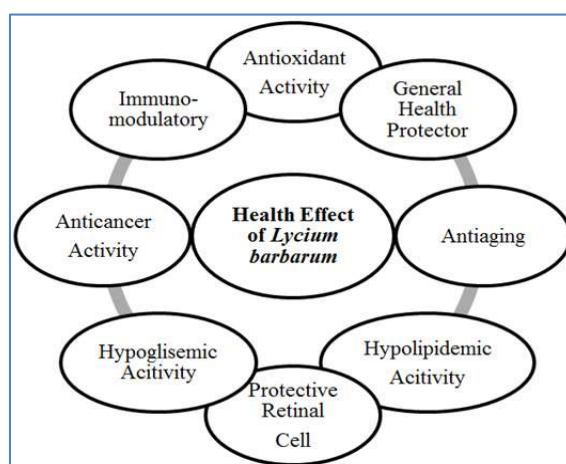 Antioxidant
Activity
General
Health
Protector
Antiaging
Hypolipidemic
Acitivity
Protective
Retinal
Cell
Hypoglisemic
Acitivity
Anticancer
Activity
Immuno-
modulatory
Health Effect
of Lycium
barbarum